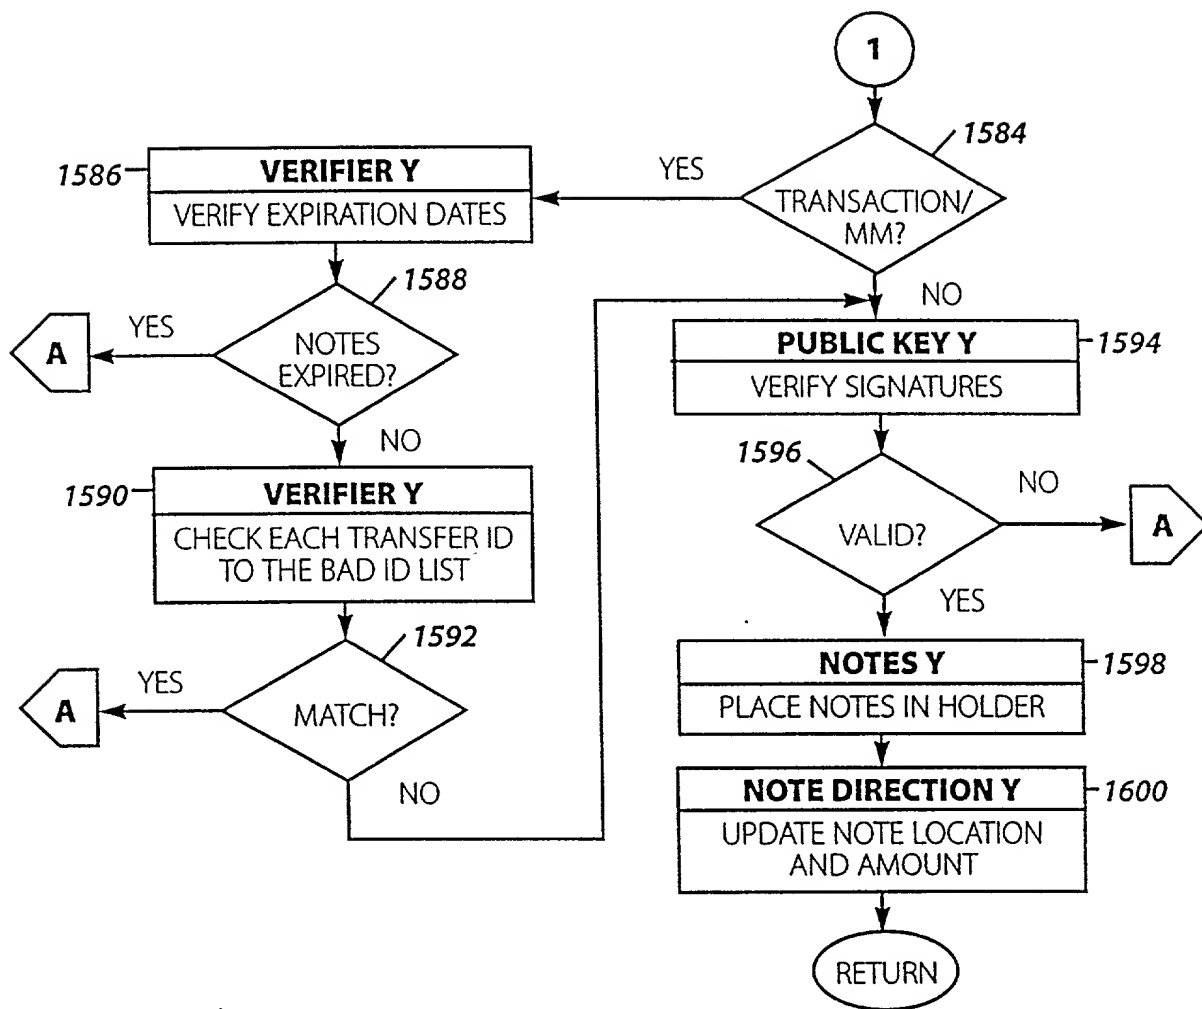 1
1584
TRANSACTION/
MM?
YES
NO
1586
VERIFIER Y
VERIFY EXPIRATION DATES
1588
NOTES
EXPIRED?
YES
A
NO
1590
VERIFIER Y
CHECK EACH TRANSFER ID
TO THE BAD ID LIST
1592
MATCH?
YES
A
NO
PUBLIC KEY Y
1594
VERIFY SIGNATURES
1596
VALID?
NO
A
YES
NOTES Y
1598
PLACE NOTES IN HOLDER
NOTE DIRECTION Y
1600
UPDATE NOTE LOCATION
AND AMOUNT
RETURN